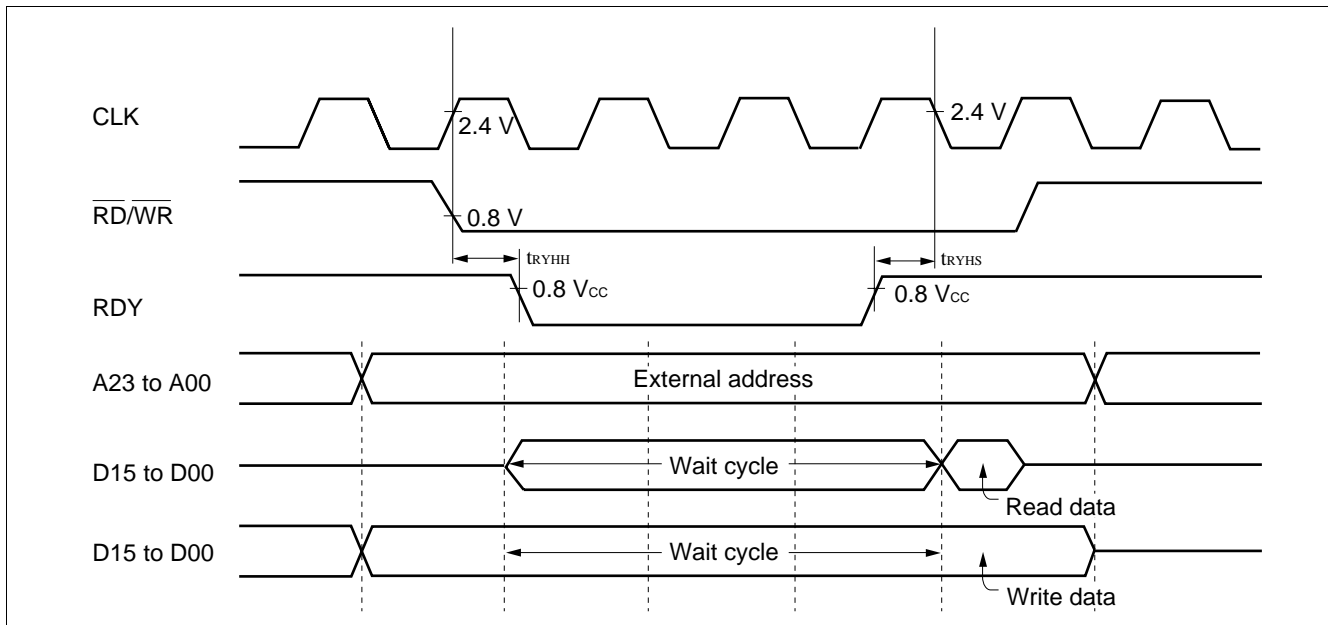 CLK
2.4 V
2.4 V
RD/WR
0.8 V
tRYHH
tRYHS
RDY
0.8 VCC
0.8 VCC
A23 to A00
External address
D15 to D00
Wait cycle
Read data
D15 to D00
Wait cycle
Write data